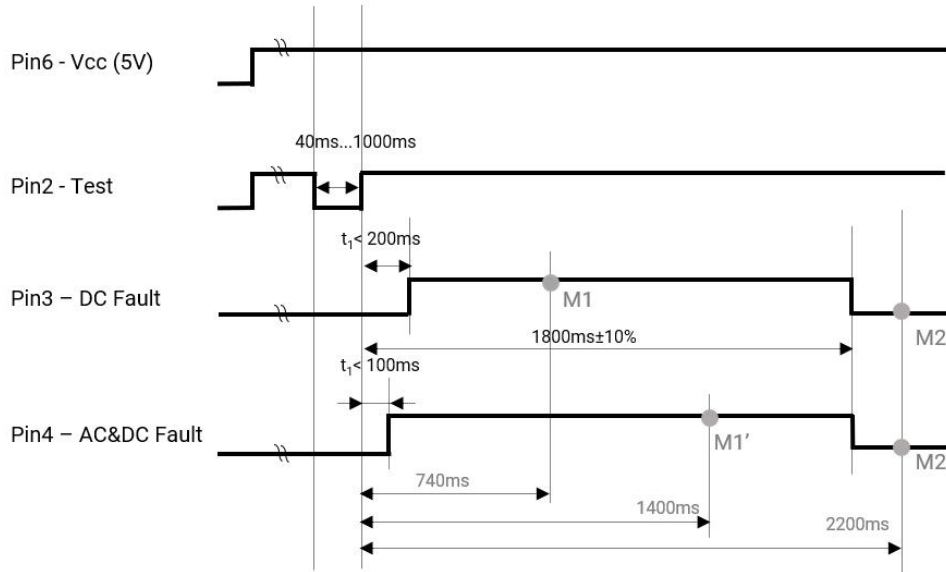 Pin6 - Vcc (5V)
40ms...1000ms
Pin2 - Test
t₁< 200ms
Pin3 – DC Fault
M1
M2
1800ms±10%
t₁< 100ms
Pin4 – AC&DC Fault
M1’
M2
740ms
1400ms
2200ms